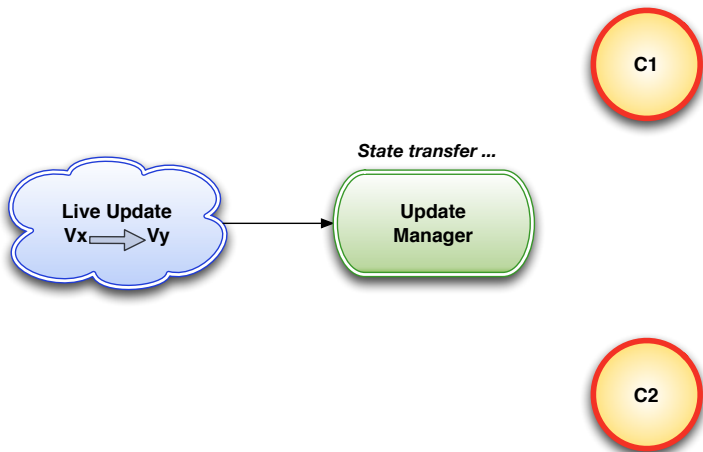 C1
State transfer ...
Live Update
Vx Vy
Update
Manager
C2